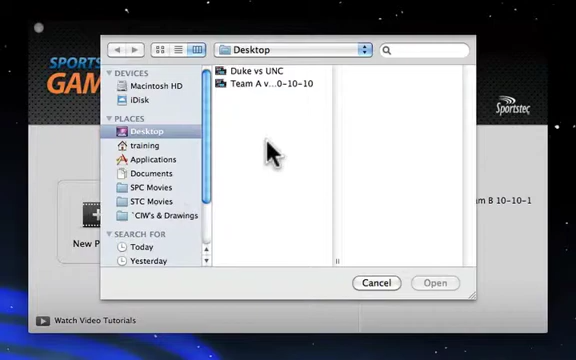 Desktop
SPORTS
GAM
DEVICES
Macintosh HD
iDisk
PLACES
Desktop
training
Applications
Documents
SPC Movies
STC Movies
`CIW's & Drawings
SEARCH FOR
Today
Yesterday
Duke vs UNC
Team A v...0-10-10
Sportstec
am B 10-10-1
New P
Cancel
Open
Watch Video Tutorials